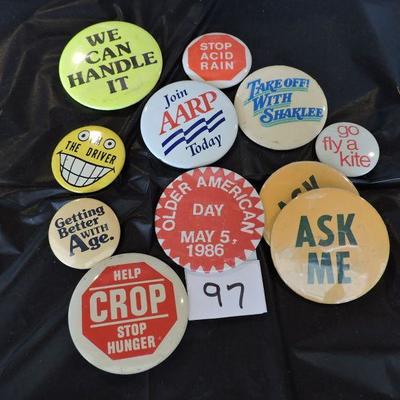 WE
CAN
HANDLE
IT
STOP
ACID
RAIN
Join
AARP
Today
TAKE OFF!
WITH
SHAKLEE
go
fly a
kite
I'M
THE DRIVER
Getting
Better
WITH
Age.
OLDER AMERICAN
DAY
MAY 5,
1986
ASK
ASK
ME
HELP
CROP
STOP
HUNGER
97